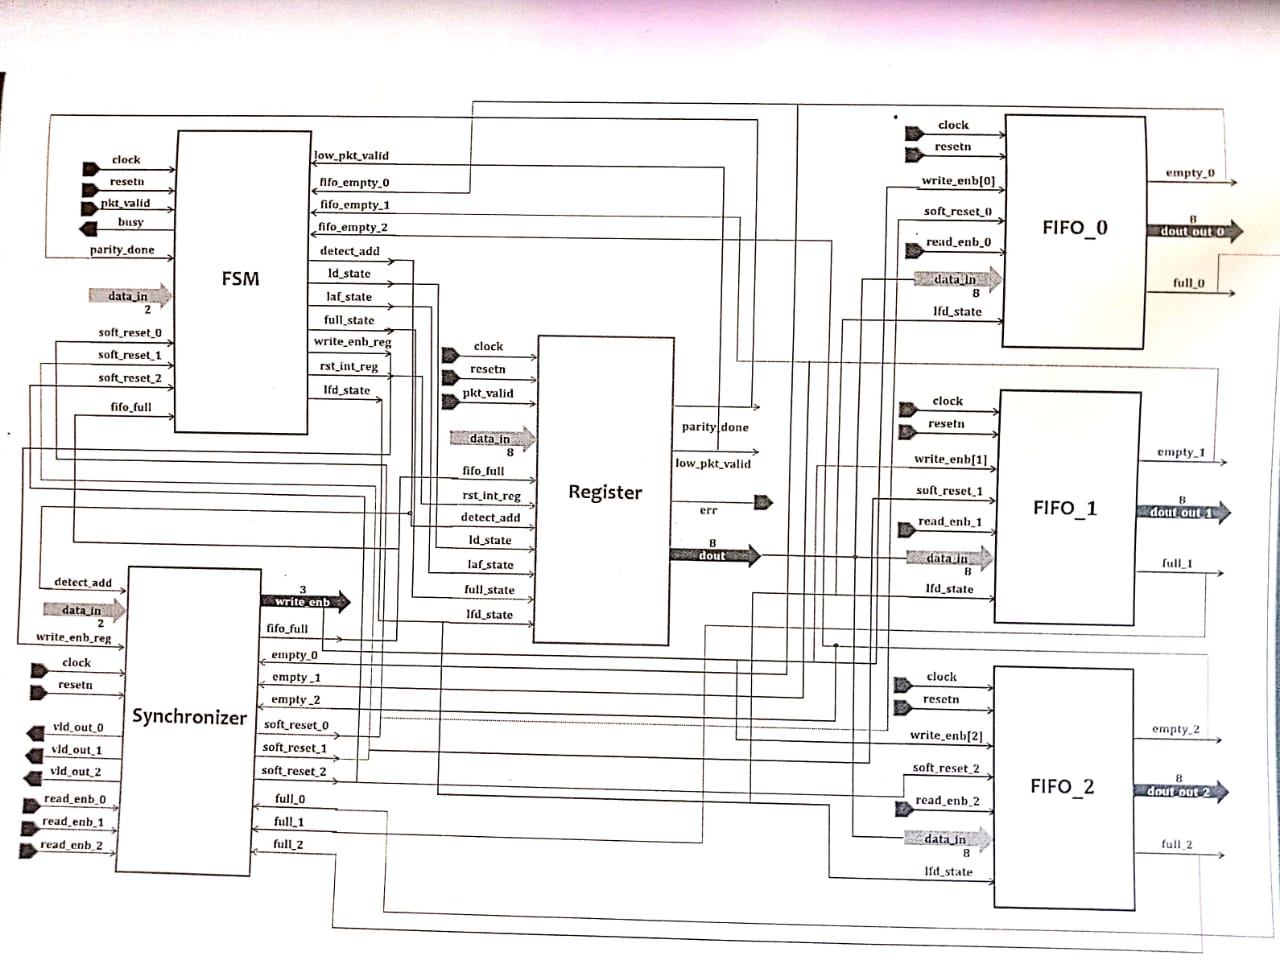 clock
resetn
pkt_valid
busy
parity_done
data_in
2
soft_reset_0
soft_reset_1
soft_reset_2
fifo_full
FSM
low_pkt_valid
fifo_empty_0
fifo_empty_1
fifo_empty_2
detect_add
ld_state
laf_state
full_state
write_enb_reg
rst_int_reg
lfd_state
clock
resetn
pkt_valid
data_in
8
fifo_full
rst_int_reg
detect_add
ld_state
laf_state
full_state
lfd_state
Register
parity_done
low_pkt_valid
err
8
dout
detect_add
data_in
2
write_enb_reg
clock
resetn
vld_out_0
vld_out_1
vld_out_2
read_enb_0
read_enb_1
read_enb_2
Synchronizer
3
write_enb
fifo_full
empty_0
empty _1
empty _2
soft_reset_0
soft_reset_1
soft_reset_2
full_0
full_1
full_2
clock
resetn
write_enb[0]
soft_reset_0
read_enb_0
data_in
8
lfd_state
FIFO_0
empty_0
8
dout_out_0
full_0
clock
resetn
write_enb[1]
soft_reset_1
read_enb_1
data_in
8
lfd_state
FIFO_1
empty_1
8
dout_out_1
full_1
clock
resetn
write_enb[2]
soft_reset_2
read_enb_2
data_in
8
lfd_state
FIFO_2
empty_2
8
dout_out_2
full_2